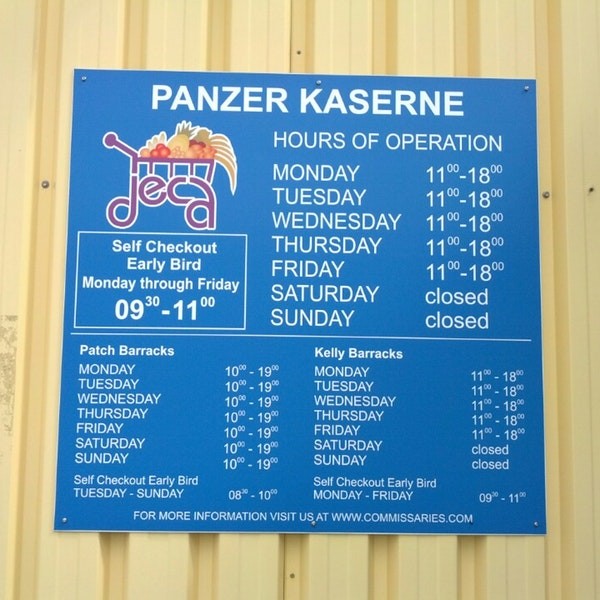 PANZER KASERNE
deca
HOURS OF OPERATION
MONDAY 11⁰⁰-18⁰⁰
TUESDAY 11⁰⁰-18⁰⁰
WEDNESDAY 11⁰⁰-18⁰⁰
THURSDAY 11⁰⁰-18⁰⁰
FRIDAY 11⁰⁰-18⁰⁰
SATURDAY closed
SUNDAY closed
Self Checkout
Early Bird
Monday through Friday
09³⁰-11⁰⁰
Patch Barracks
MONDAY 10⁰⁰ - 19⁰⁰
TUESDAY 10⁰⁰ - 19⁰⁰
WEDNESDAY 10⁰⁰ - 19⁰⁰
THURSDAY 10⁰⁰ - 19⁰⁰
FRIDAY 10⁰⁰ - 19⁰⁰
SATURDAY 10⁰⁰ - 19⁰⁰
SUNDAY 10⁰⁰ - 19⁰⁰
Self Checkout Early Bird
TUESDAY - SUNDAY 08³⁰ - 10⁰⁰
Kelly Barracks
MONDAY 11⁰⁰ - 18⁰⁰
TUESDAY 11⁰⁰ - 18⁰⁰
WEDNESDAY 11⁰⁰ - 18⁰⁰
THURSDAY 11⁰⁰ - 18⁰⁰
FRIDAY 11⁰⁰ - 18⁰⁰
SATURDAY closed
SUNDAY closed
Self Checkout Early Bird
MONDAY - FRIDAY 09³⁰ - 11⁰⁰
FOR MORE INFORMATION VISIT US AT WWW.COMMISSARIES.COM